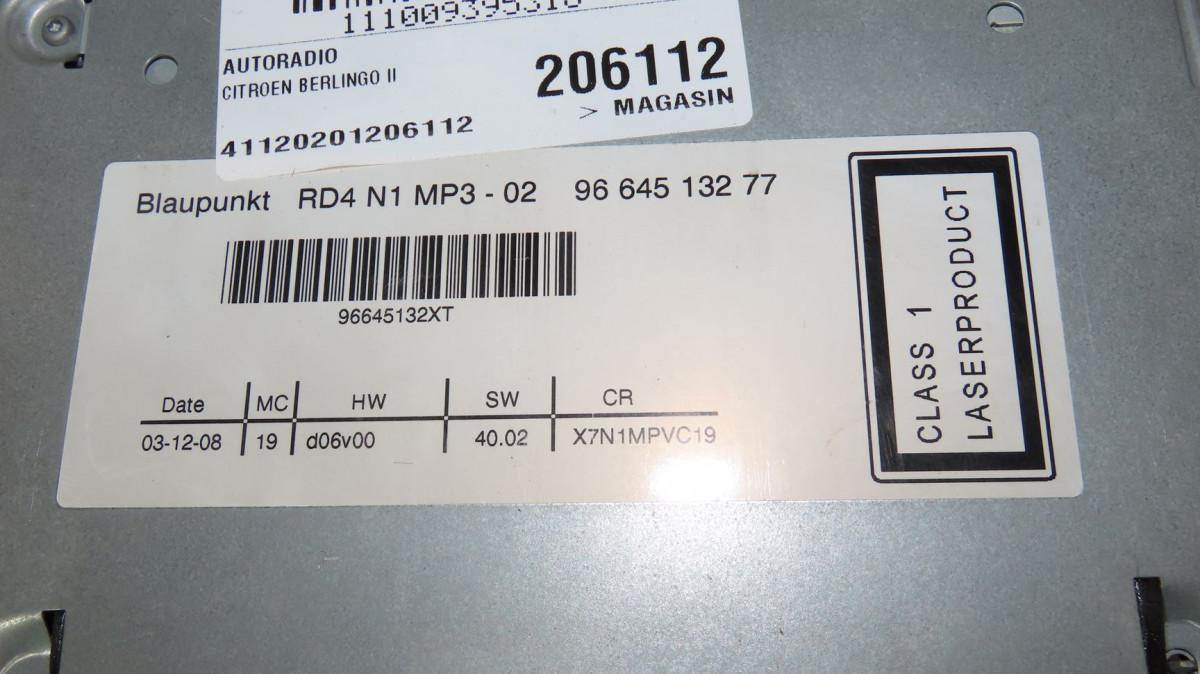 AUTORADIO
CITROEN BERLINGO II
206112
> MAGASIN
41120201206112
Blaupunkt RD4 N1 MP3 - 02 96 645 132 77
96645132XT
Date MC HW SW CR
03-12-08 19 d06v00 40.02 X7N1MPVC19
CLASS 1
LASERPRODUCT